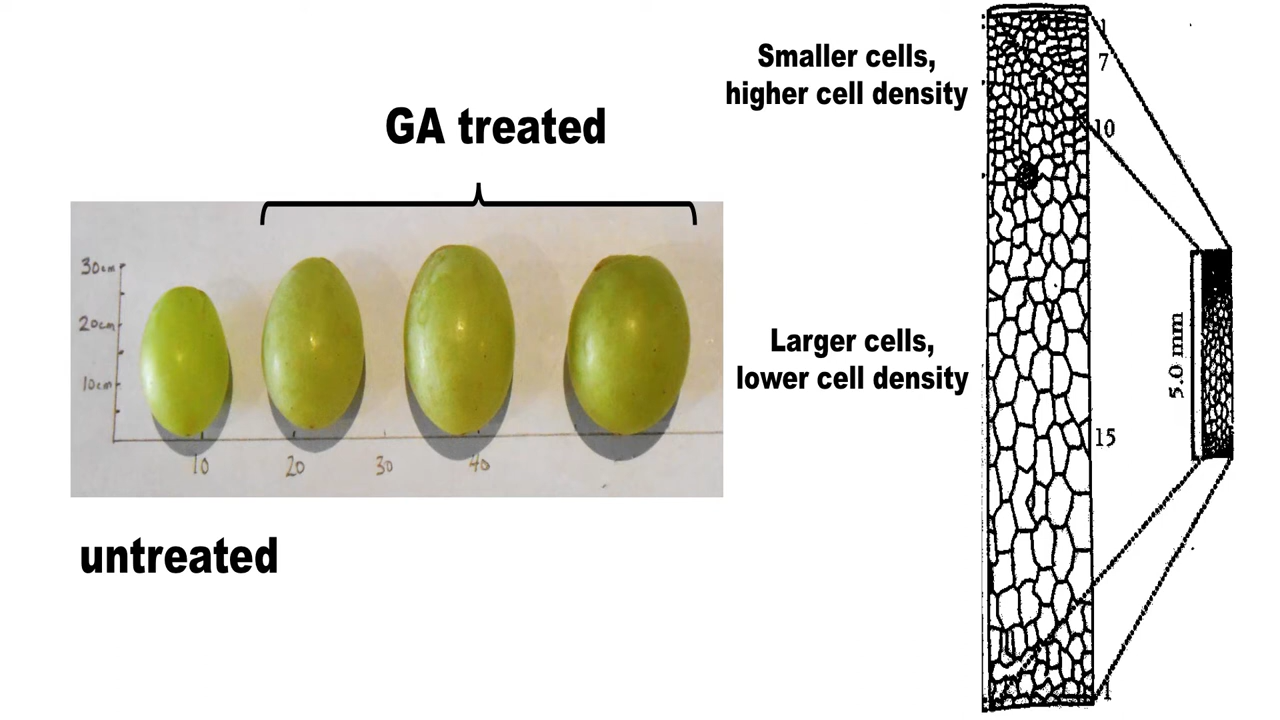 GA treated
30cm
20cm
10cm
10
20
30
40
untreated
Smaller cells,
higher cell density
Larger cells,
lower cell density
1
7
10
15
1
5.0 mm